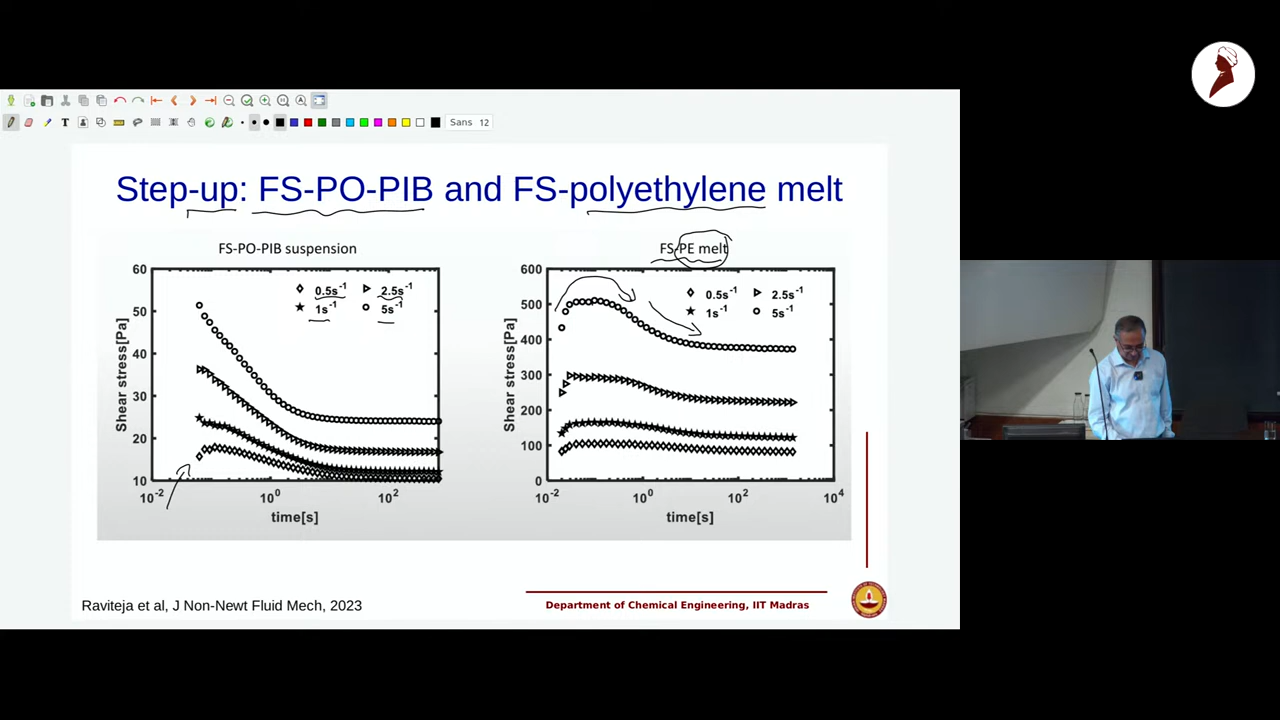 Sans 12
Step-up: FS-PO-PIB and FS-polyethylene melt
FS-PO-PIB suspension
60
50
40
30
20
10
Shear stress[Pa]
0.5s⁻¹
2.5s⁻¹
1s⁻¹
5s⁻¹
10⁻²
10⁰
10²
time[s]
FS-PE melt
600
500
400
300
200
100
0
Shear stress[Pa]
0.5s⁻¹
2.5s⁻¹
1s⁻¹
5s⁻¹
10⁻²
10⁰
10²
10⁴
time[s]
Raviteja et al, J Non-Newt Fluid Mech, 2023
Department of Chemical Engineering, IIT Madras